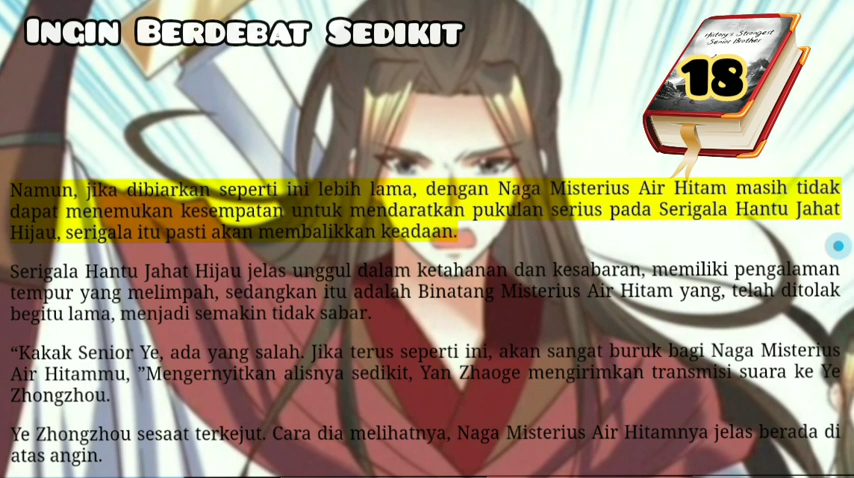 Ingin Berdebat Sedikit
History's Strangest
Senior Brother
18
Namun, jika dibiarkan seperti ini lebih lama, dengan Naga Misterius Air Hitam masih tidak
dapat menemukan kesempatan untuk mendaratkan pukulan serius pada Serigala Hantu Jahat
Hijau, serigala itu pasti akan membalikkan keadaan.
Serigala Hantu Jahat Hijau jelas unggul dalam ketahanan dan kesabaran, memiliki pengalaman
tempur yang melimpah, sedangkan itu adalah Binatang Misterius Air Hitam yang, telah ditolak
begitu lama, menjadi semakin tidak sabar.
“Kakak Senior Ye, ada yang salah. Jika terus seperti ini, akan sangat buruk bagi Naga Misterius
Air Hitammu, ”Mengernyitkan alisnya sedikit, Yan Zhaoge mengirimkan transmisi suara ke Ye
Zhongzhou.
Ye Zhongzhou sesaat terkejut. Cara dia melihatnya, Naga Misterius Air Hitamnya jelas berada di
atas angin.